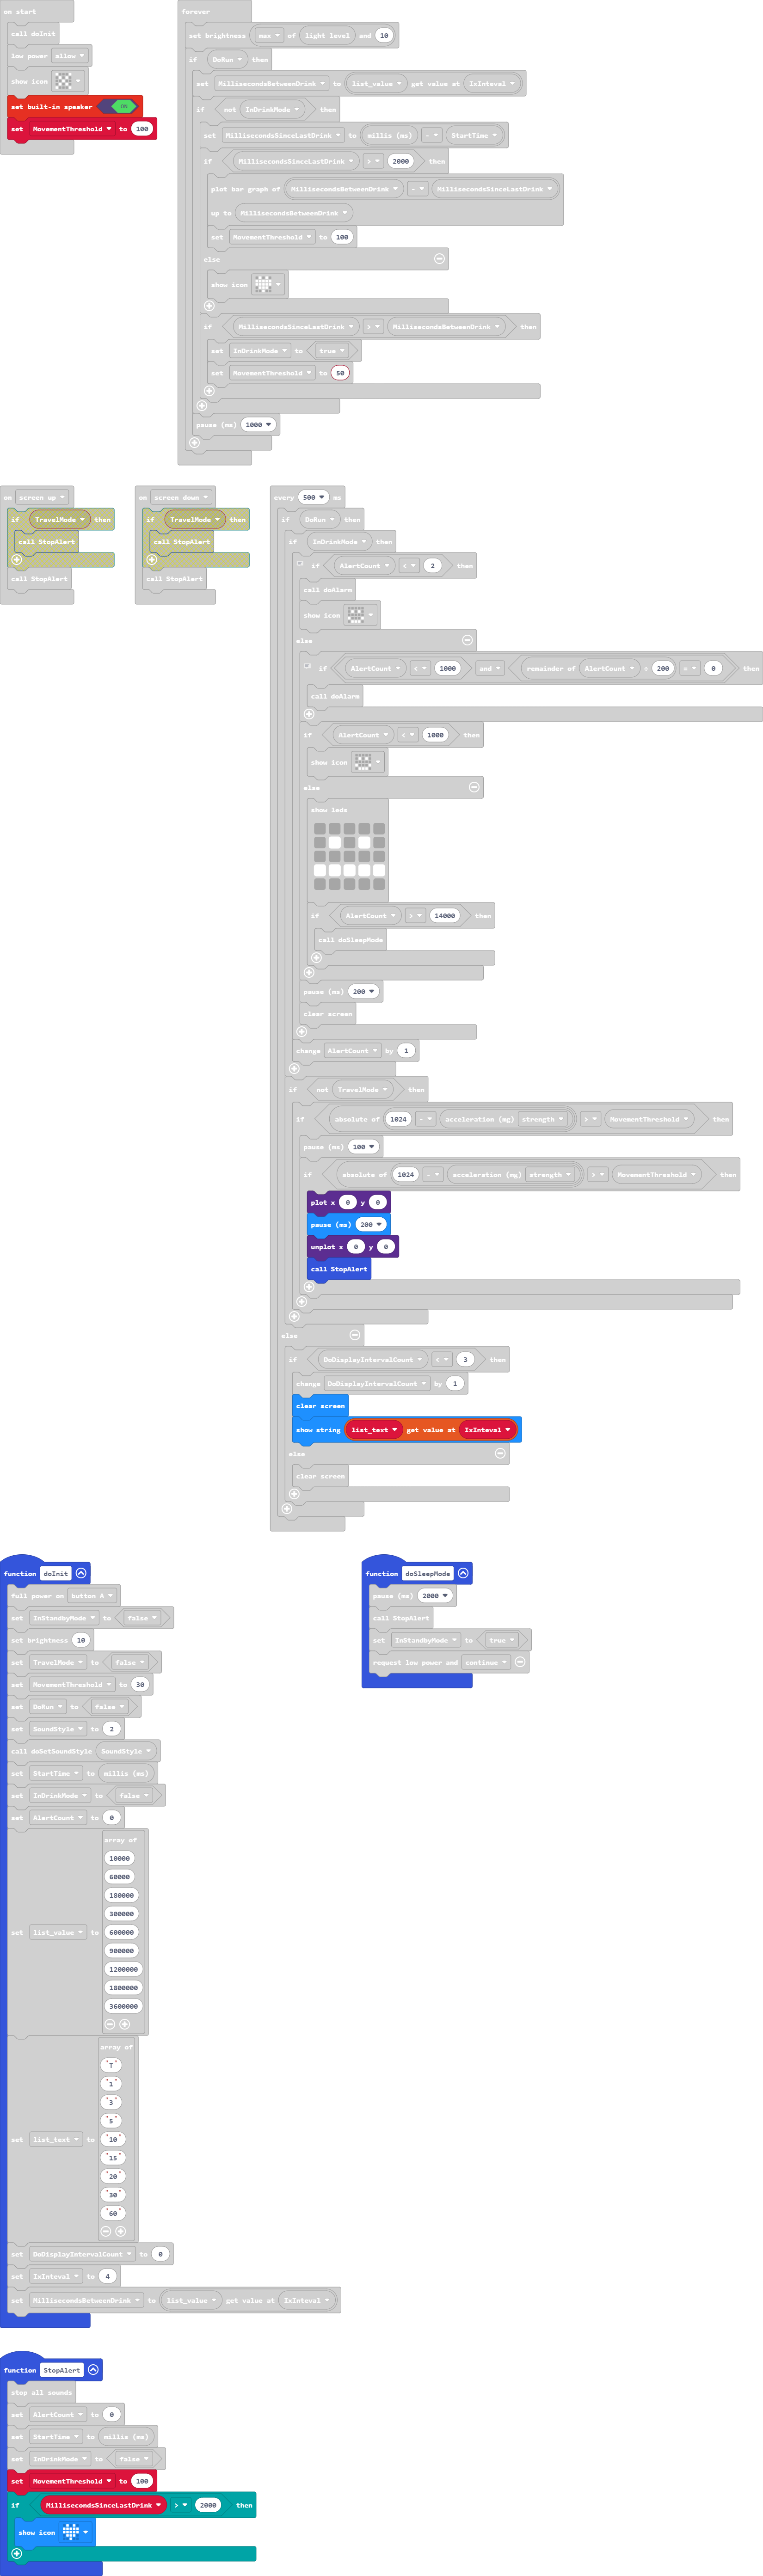 on start
call doInit
low power allow
show icon
set built-in speaker ON
set MovementThreshold to 100
forever
set brightness max of light level and 10
if DoRun then
set MillisecondsBetweenDrink to list_value get value at IxInteval
if not InDrinkMode then
set MillisecondsSinceLastDrink to millis (ms) - StartTime
if MillisecondsSinceLastDrink > 2000 then
plot bar graph of MillisecondsBetweenDrink - MillisecondsSinceLastDrink
up to MillisecondsBetweenDrink
set MovementThreshold to 100
else
show icon
if MillisecondsSinceLastDrink > MillisecondsBetweenDrink then
set InDrinkMode to true
set MovementThreshold to 50
pause (ms) 1000
on screen up
if TravelMode then
call StopAlert
call StopAlert
on screen down
if TravelMode then
call StopAlert
call StopAlert
every 500 ms
if DoRun then
if InDrinkMode then
if AlertCount < 2 then
call doAlarm
show icon
else
if AlertCount < 1000 and remainder of AlertCount ÷ 200 = 0 then
call doAlarm
if AlertCount < 1000 then
show icon
else
show leds
if AlertCount > 14000 then
call doSleepMode
pause (ms) 200
clear screen
change AlertCount by 1
if not TravelMode then
if absolute of 1024 - acceleration (mg) strength > MovementThreshold then
pause (ms) 100
if absolute of 1024 - acceleration (mg) strength > MovementThreshold then
plot x 0 y 0
pause (ms) 200
unplot x 0 y 0
call StopAlert
else
if DoDisplayIntervalCount < 3 then
change DoDisplayIntervalCount by 1
clear screen
show string list_text get value at IxInteval
else
clear screen
function doInit
full power on button A
set InStandbyMode to false
set brightness 10
set TravelMode to false
set MovementThreshold to 30
set DoRun to false
set SoundStyle to 2
call doSetSoundStyle SoundStyle
set StartTime to millis (ms)
set InDrinkMode to false
set AlertCount to 0
set list_value to array of
10000
60000
180000
300000
600000
900000
1200000
1800000
3600000
set list_text to array of
"T"
"1"
"3"
"5"
"10"
"15"
"20"
"30"
"60"
set DoDisplayIntervalCount to 0
set IxInteval to 4
set MillisecondsBetweenDrink to list_value get value at IxInteval
function doSleepMode
pause (ms) 2000
call StopAlert
set InStandbyMode to true
request low power and continue
function StopAlert
stop all sounds
set AlertCount to 0
set StartTime to millis (ms)
set InDrinkMode to false
set MovementThreshold to 100
if MillisecondsSinceLastDrink > 2000 then
show icon